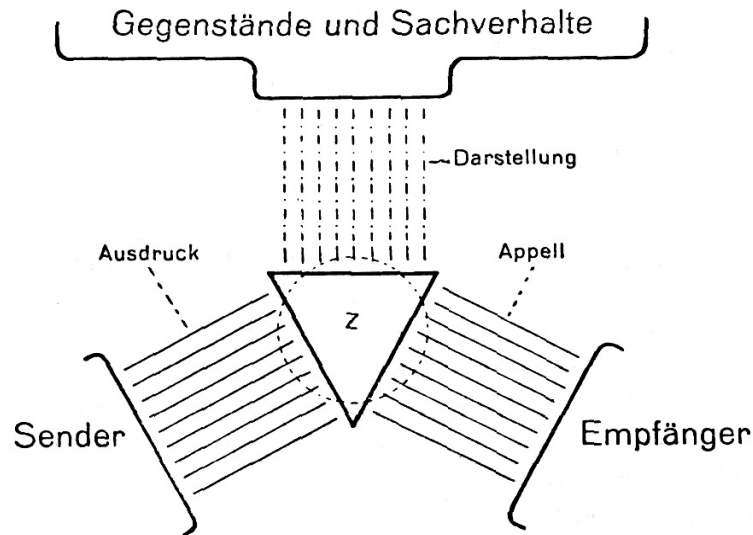 Gegenstände und Sachverhalte
Darstellung
Ausdruck
Appell
Z
Sender
Empfänger